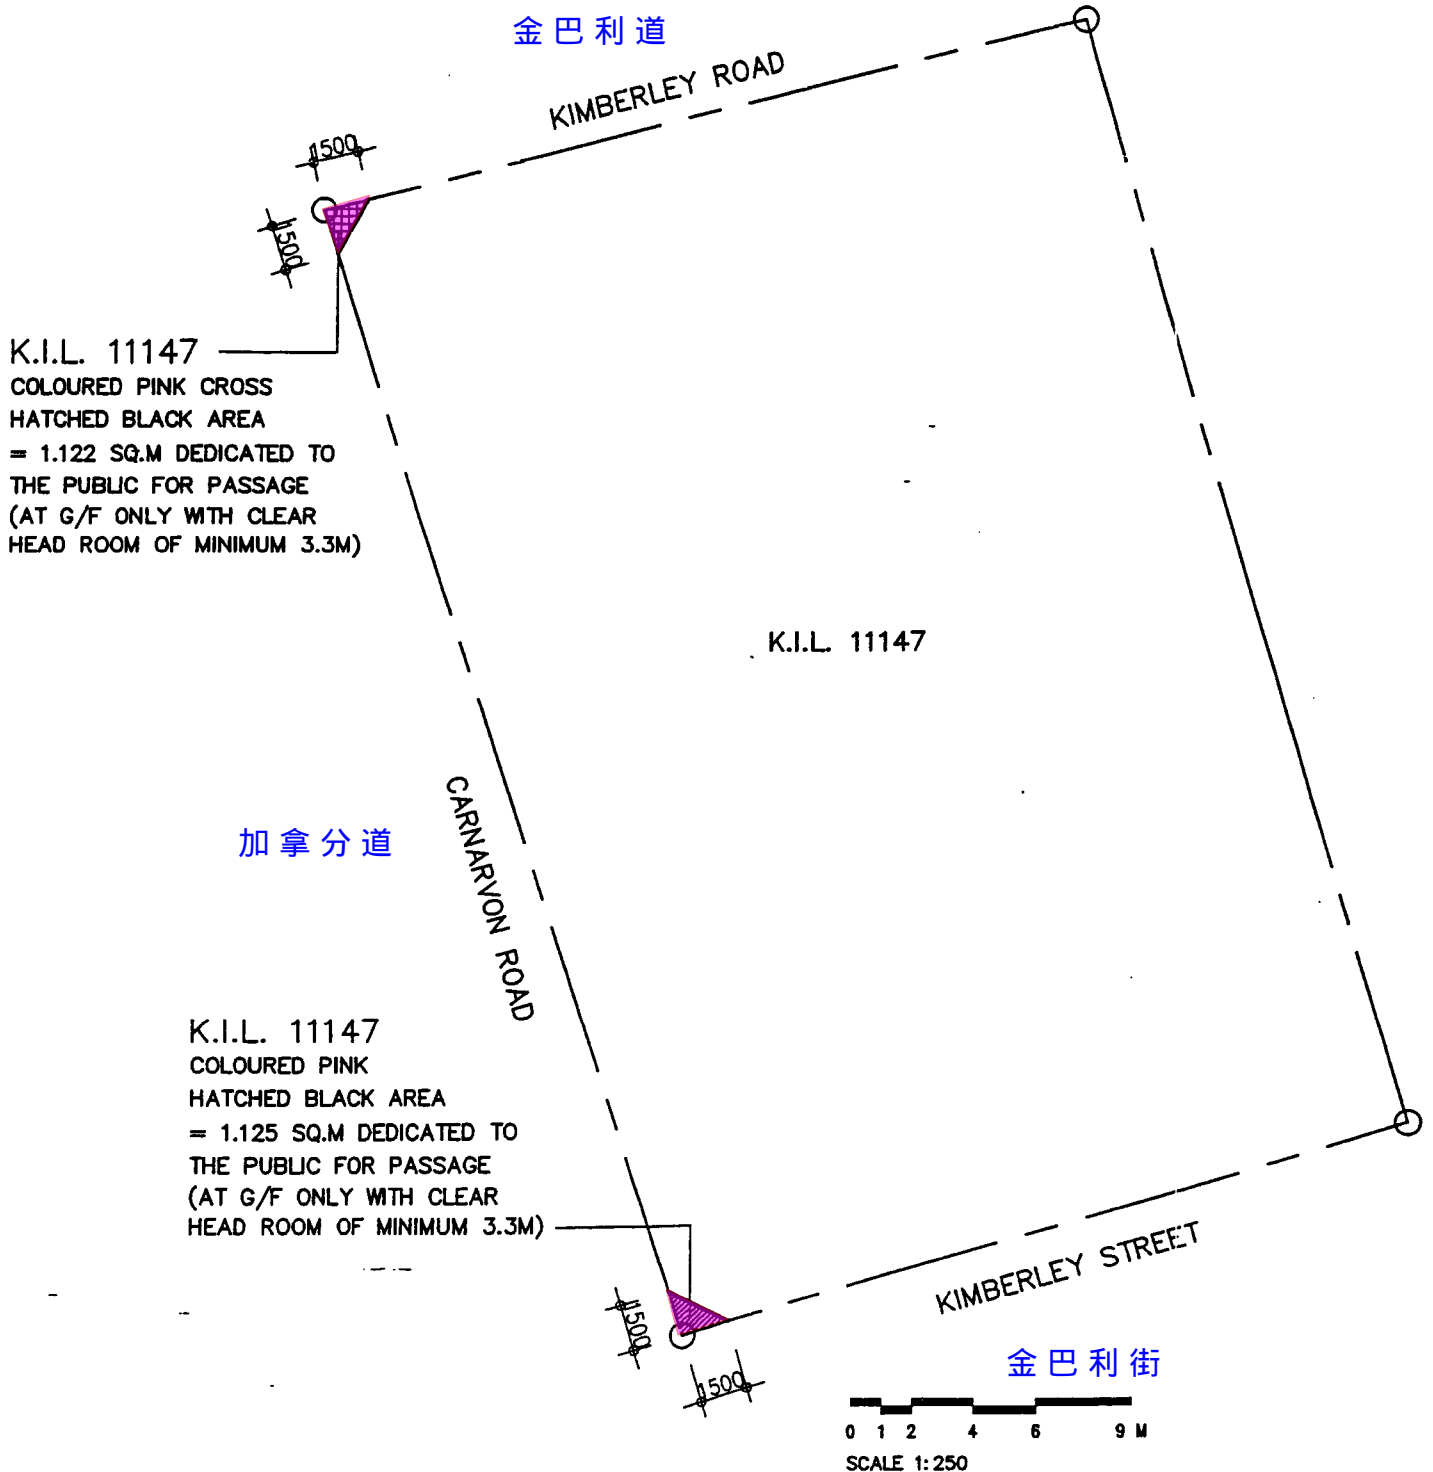 金巴利道
KIMBERLEY ROAD
1500
1500
K.I.L. 11147
COLOURED PINK CROSS
HATCHED BLACK AREA
= 1.122 SQ.M DEDICATED TO
THE PUBLIC FOR PASSAGE
(AT G/F ONLY WITH CLEAR
HEAD ROOM OF MINIMUM 3.3M)
K.I.L. 11147
CARNARVON ROAD
加拿分道
K.I.L. 11147
COLOURED PINK
HATCHED BLACK AREA
= 1.125 SQ.M DEDICATED TO
THE PUBLIC FOR PASSAGE
(AT G/F ONLY WITH CLEAR
HEAD ROOM OF MINIMUM 3.3M)
KIMBERLEY STREET
1500
1500
金巴利街
0 1 2 4 6 9 M
SCALE 1:250